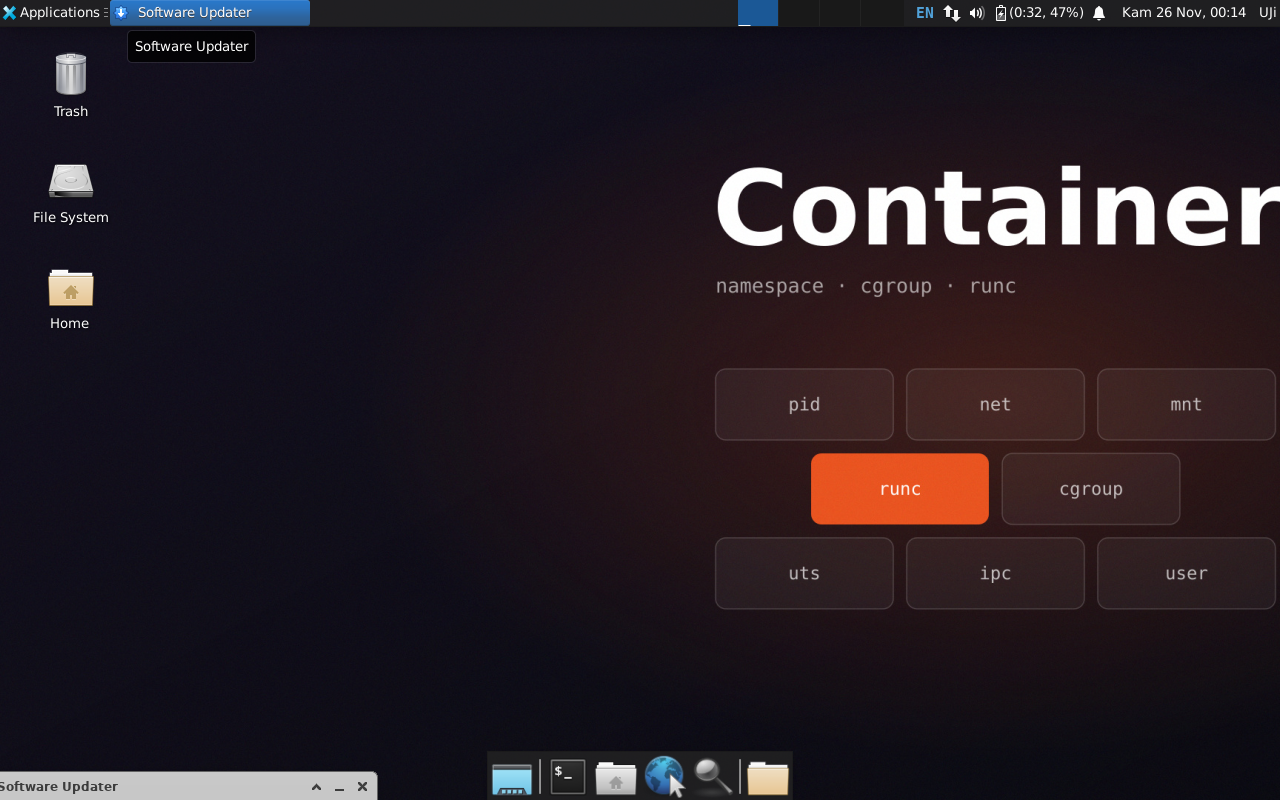 Applications
Software Updater
EN
(0:32, 47%)
Kam 26 Nov, 00:14
UJi
Software Updater
Trash
File System
Home
Container
namespace · cgroup · runc
pid
net
mnt
runc
cgroup
uts
ipc
user
Software Updater
$_